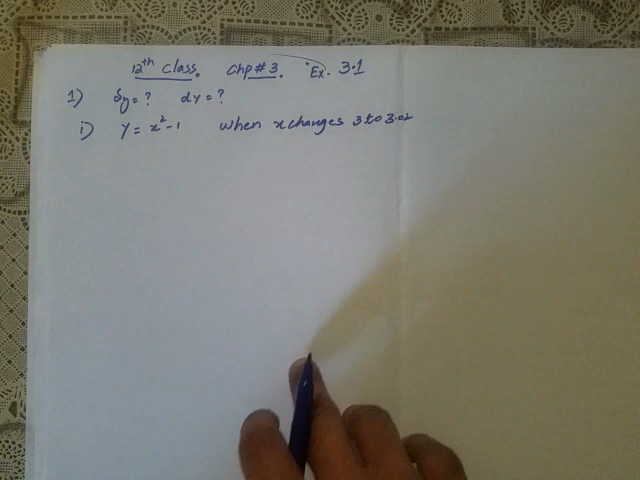 12th Class. Chp # 3. Ex. 3.1
1) δy = ? dy = ?
i) y = x² - 1 when x changes 3 to 3.02